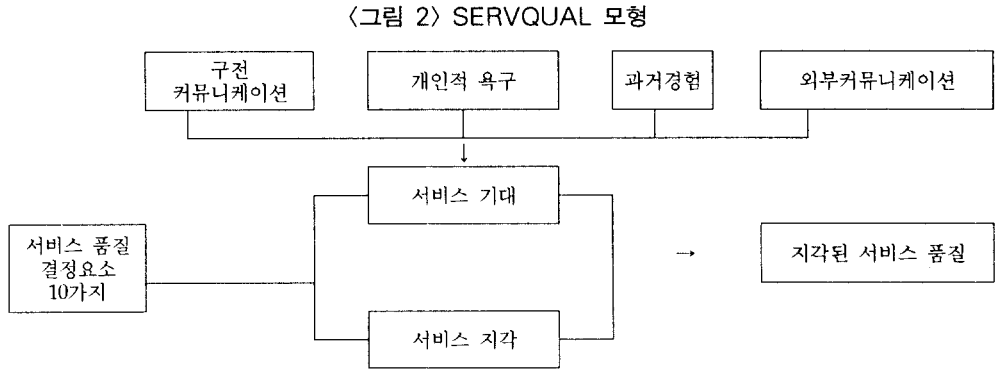 〈그림 2〉 SERVQUAL 모형
구전
커뮤니케이션
개인적 욕구
과거경험
외부커뮤니케이션
서비스 기대
서비스 품질
결정요소
10가지
지각된 서비스 품질
서비스 지각